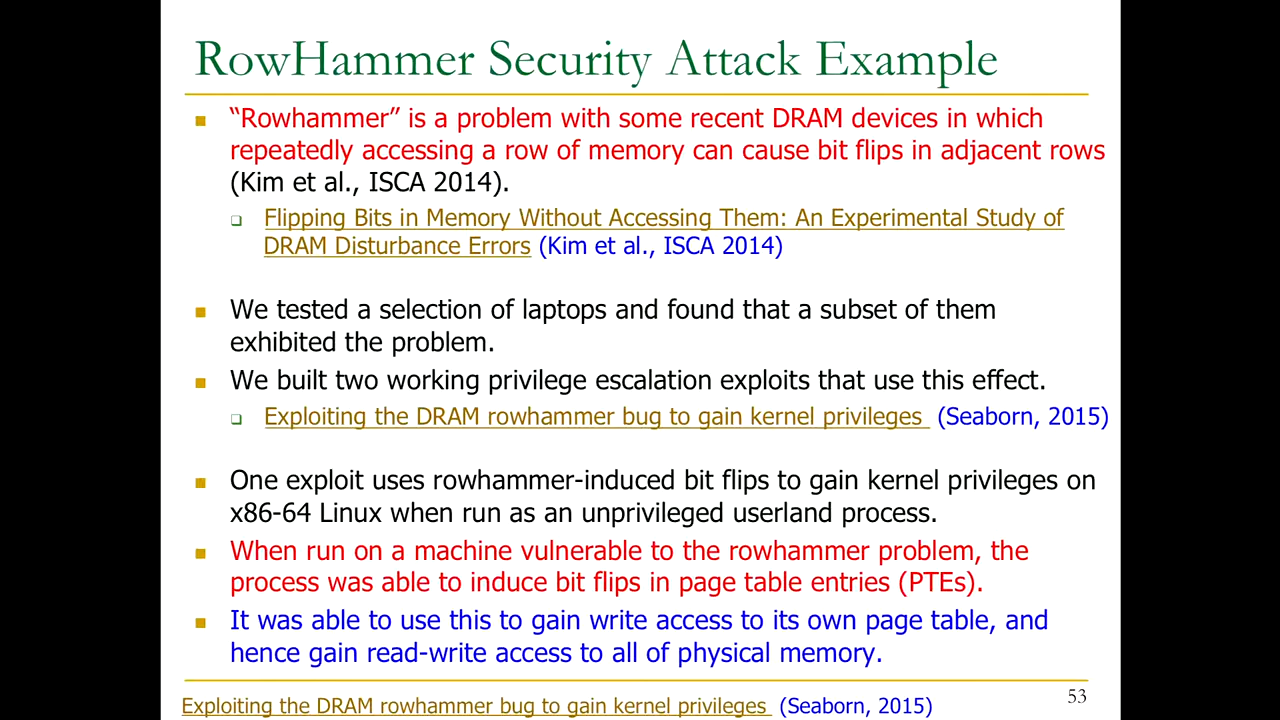 RowHammer Security Attack Example
“Rowhammer” is a problem with some recent DRAM devices in which
repeatedly accessing a row of memory can cause bit flips in adjacent rows
(Kim et al., ISCA 2014).
Flipping Bits in Memory Without Accessing Them: An Experimental Study of
DRAM Disturbance Errors (Kim et al., ISCA 2014)
We tested a selection of laptops and found that a subset of them
exhibited the problem.
We built two working privilege escalation exploits that use this effect.
Exploiting the DRAM rowhammer bug to gain kernel privileges (Seaborn, 2015)
One exploit uses rowhammer-induced bit flips to gain kernel privileges on
x86-64 Linux when run as an unprivileged userland process.
When run on a machine vulnerable to the rowhammer problem, the
process was able to induce bit flips in page table entries (PTEs).
It was able to use this to gain write access to its own page table, and
hence gain read-write access to all of physical memory.
Exploiting the DRAM rowhammer bug to gain kernel privileges (Seaborn, 2015)
53